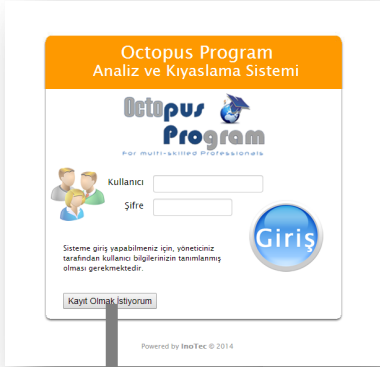 Octopus Program
Analiz ve Kıyaslama Sistemi
Octopus
Program
For multi-skilled Professionals
Kullanıcı
Şifre
Giriş
Sisteme giriş yapabilmeniz için, yöneticiniz
tarafından kullanıcı bilgilerinizin tanımlanmış
olması gerekmektedir.
Kayıt Olmak İstiyorum
Powered by InoTec © 2014